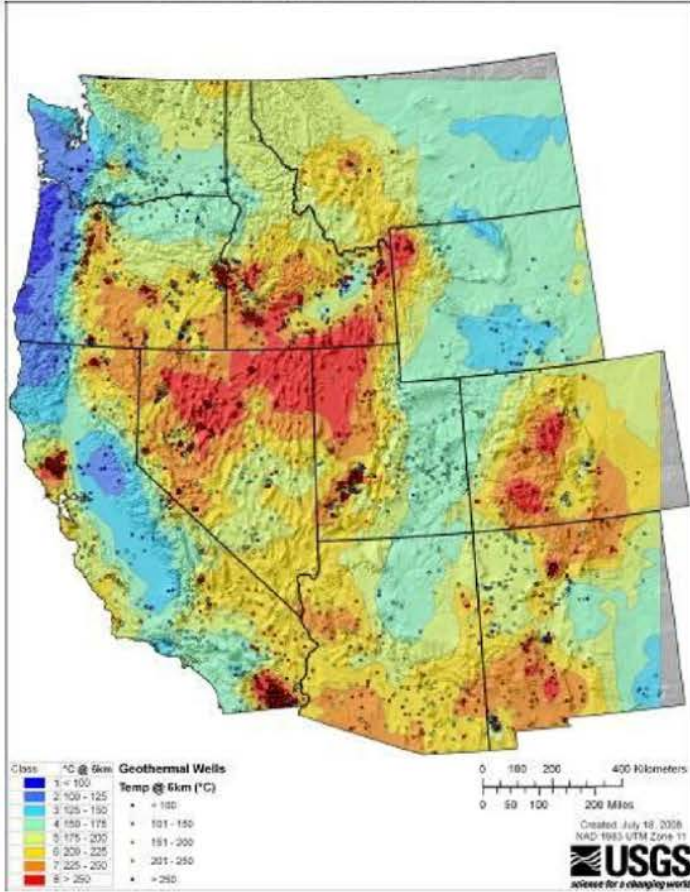 Class °C @ 6km
1 < 100
2 100 - 125
3 125 - 150
4 150 - 175
5 175 - 200
6 200 - 225
7 225 - 250
8 > 250
Geothermal Wells
Temp @ 6km (°C)
< 100
101 - 150
151 - 200
201 - 250
> 250
0 100 200 400 Kilometers
0 50 100 200 Miles
Created July 18, 2008
NAD 1983 UTM Zone 11
USGS
science for a changing world